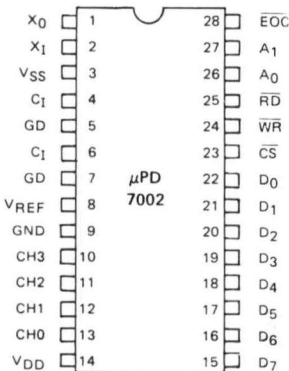 X0 1 28 EOC
XI 2 27 A1
VSS 3 26 A0
CI 4 25 RD
GD 5 24 WR
CI 6 23 CS
GD 7 μPD 22 D0
VREF 8 7002 21 D1
GND 9 20 D2
CH3 10 19 D3
CH2 11 18 D4
CH1 12 17 D5
CH0 13 16 D6
VDD 14 15 D7